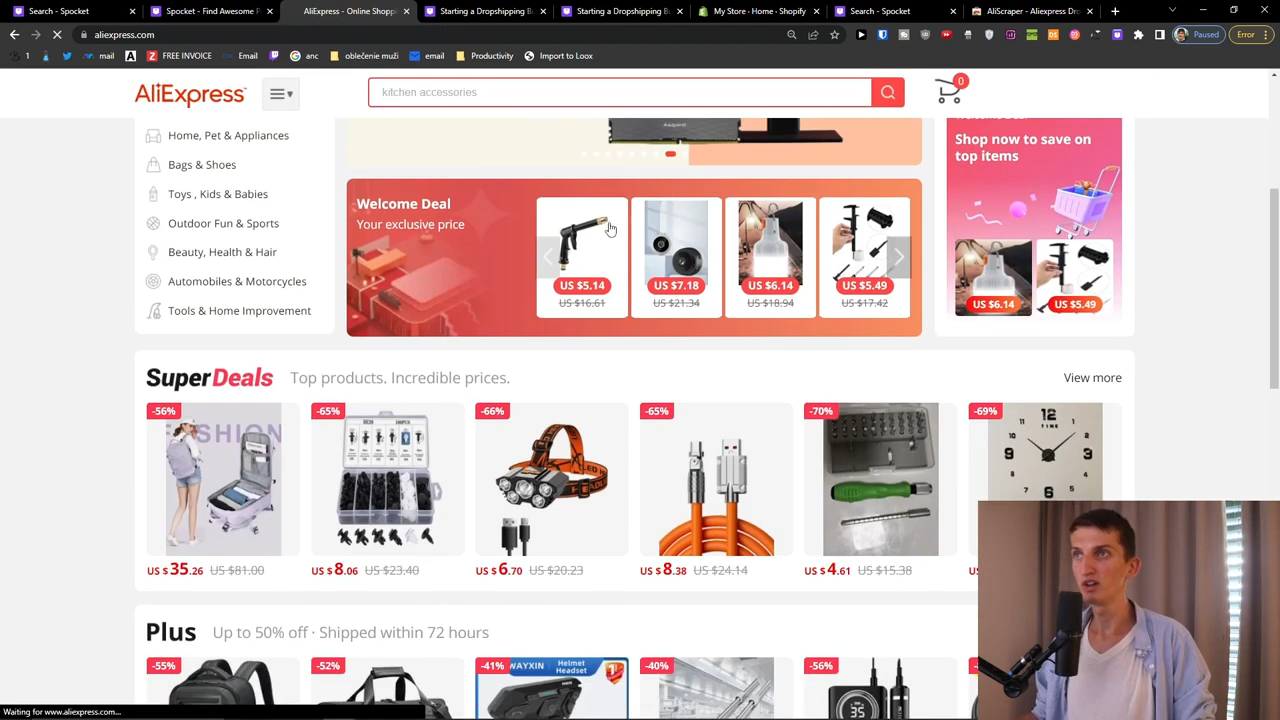 Search - Spocket
Spocket - Find Awesome P
AliExpress - Online Shopp
Starting a Dropshipping B
Starting a Dropshipping B
My Store · Home · Shopify
Search - Spocket
AliScraper - Aliexpress Dro
aliexpress.com
Paused
Error
1
mail
FREE INVOICE
Email
anc
oblečenie muži
email
Productivity
Import to Loox
AliExpress
kitchen accessories
0
Home, Pet & Appliances
Bags & Shoes
Toys , Kids & Babies
Outdoor Fun & Sports
Beauty, Health & Hair
Automobiles & Motorcycles
Tools & Home Improvement
Welcome Deal
Your exclusive price
US $5.14
US $16.61
US $7.18
US $21.34
US $6.14
US $18.94
US $5.49
US $17.42
Shop now to save on
top items
US $6.14
US $5.49
SuperDeals
Top products. Incredible prices.
View more
-56%
-65%
-66%
-65%
-70%
-69%
FASHION
12
TIME
US $35.26 US $81.00
US $8.06 US $23.40
US $6.70 US $20.23
US $8.38 US $24.14
US $4.61 US $15.38
US
Plus
Up to 50% off · Shipped within 72 hours
-55%
-52%
-41%
-40%
-56%
WAYXIN
Helmet
Headset
Waiting for www.aliexpress.com...